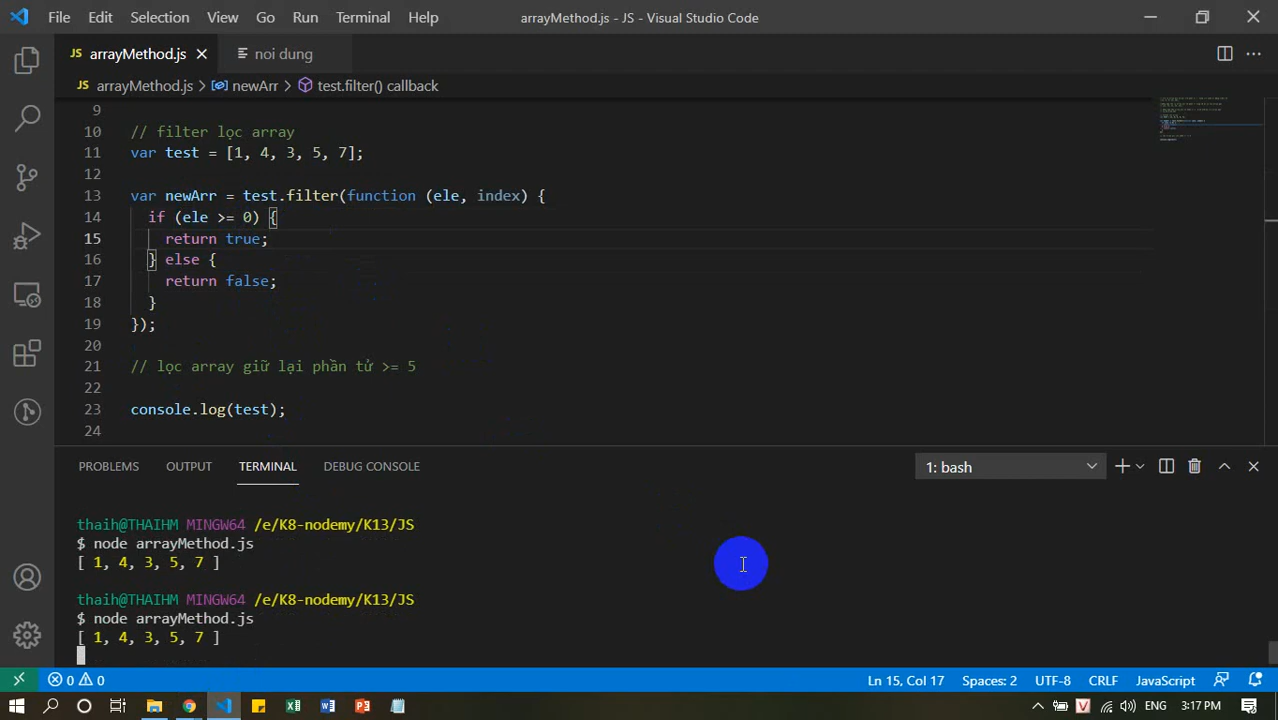 File Edit Selection View Go Run Terminal Help arrayMethod.js - JS - Visual Studio Code
JS arrayMethod.js noi dung
JS arrayMethod.js > newArr > test.filter() callback
9
10 // filter lọc array
11 var test = [1, 4, 3, 5, 7];
12
13 var newArr = test.filter(function (ele, index) {
14 if (ele >= 0) {
15 return true;
16 } else {
17 return false;
18 }
19 });
20
21 // lọc array giữ lại phần tử >= 5
22
23 console.log(test);
24
PROBLEMS OUTPUT TERMINAL DEBUG CONSOLE 1: bash
thaih@THAIHM MINGW64 /e/K8-nodemy/K13/JS
$ node arrayMethod.js
[ 1, 4, 3, 5, 7 ]
thaih@THAIHM MINGW64 /e/K8-nodemy/K13/JS
$ node arrayMethod.js
[ 1, 4, 3, 5, 7 ]
0 0 Ln 15, Col 17 Spaces: 2 UTF-8 CRLF JavaScript
ENG 3:17 PM